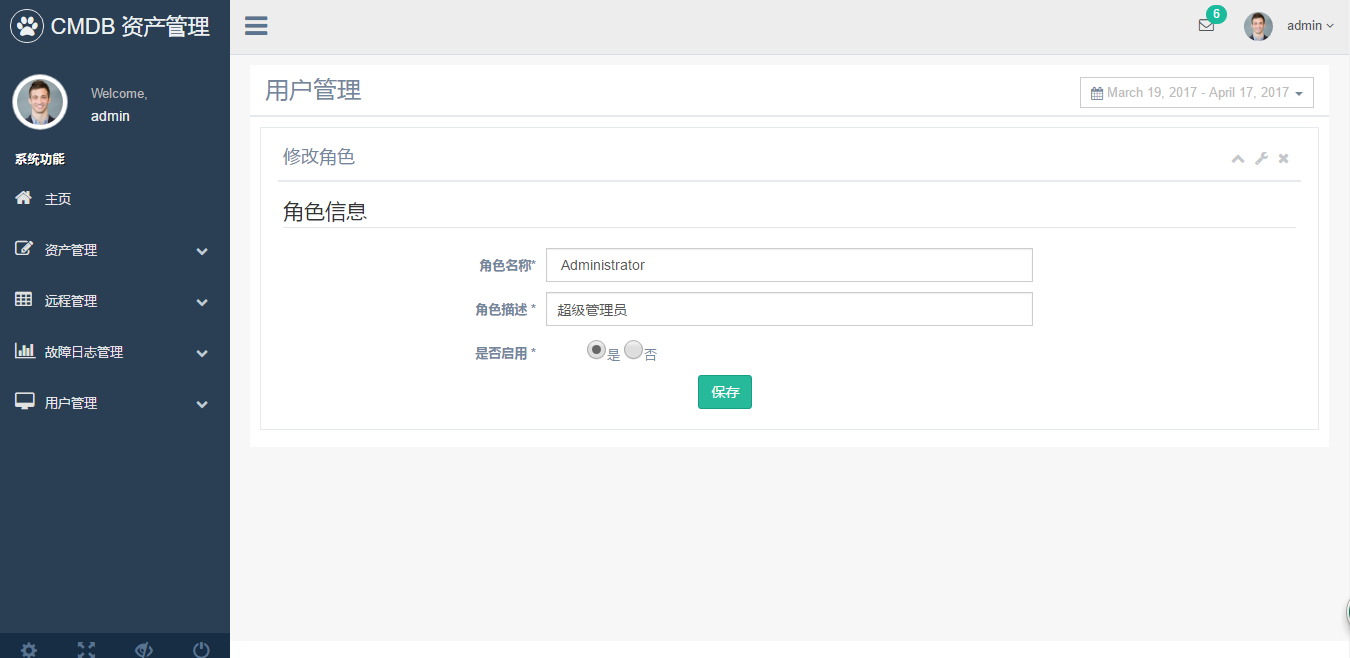 CMDB 资产管理
6
admin
Welcome,
admin
系统功能
主页
资产管理
远程管理
故障日志管理
用户管理
用户管理
March 19, 2017 - April 17, 2017
修改角色
角色信息
角色名称*
Administrator
角色描述 *
超级管理员
是否启用 *
是 否
保存